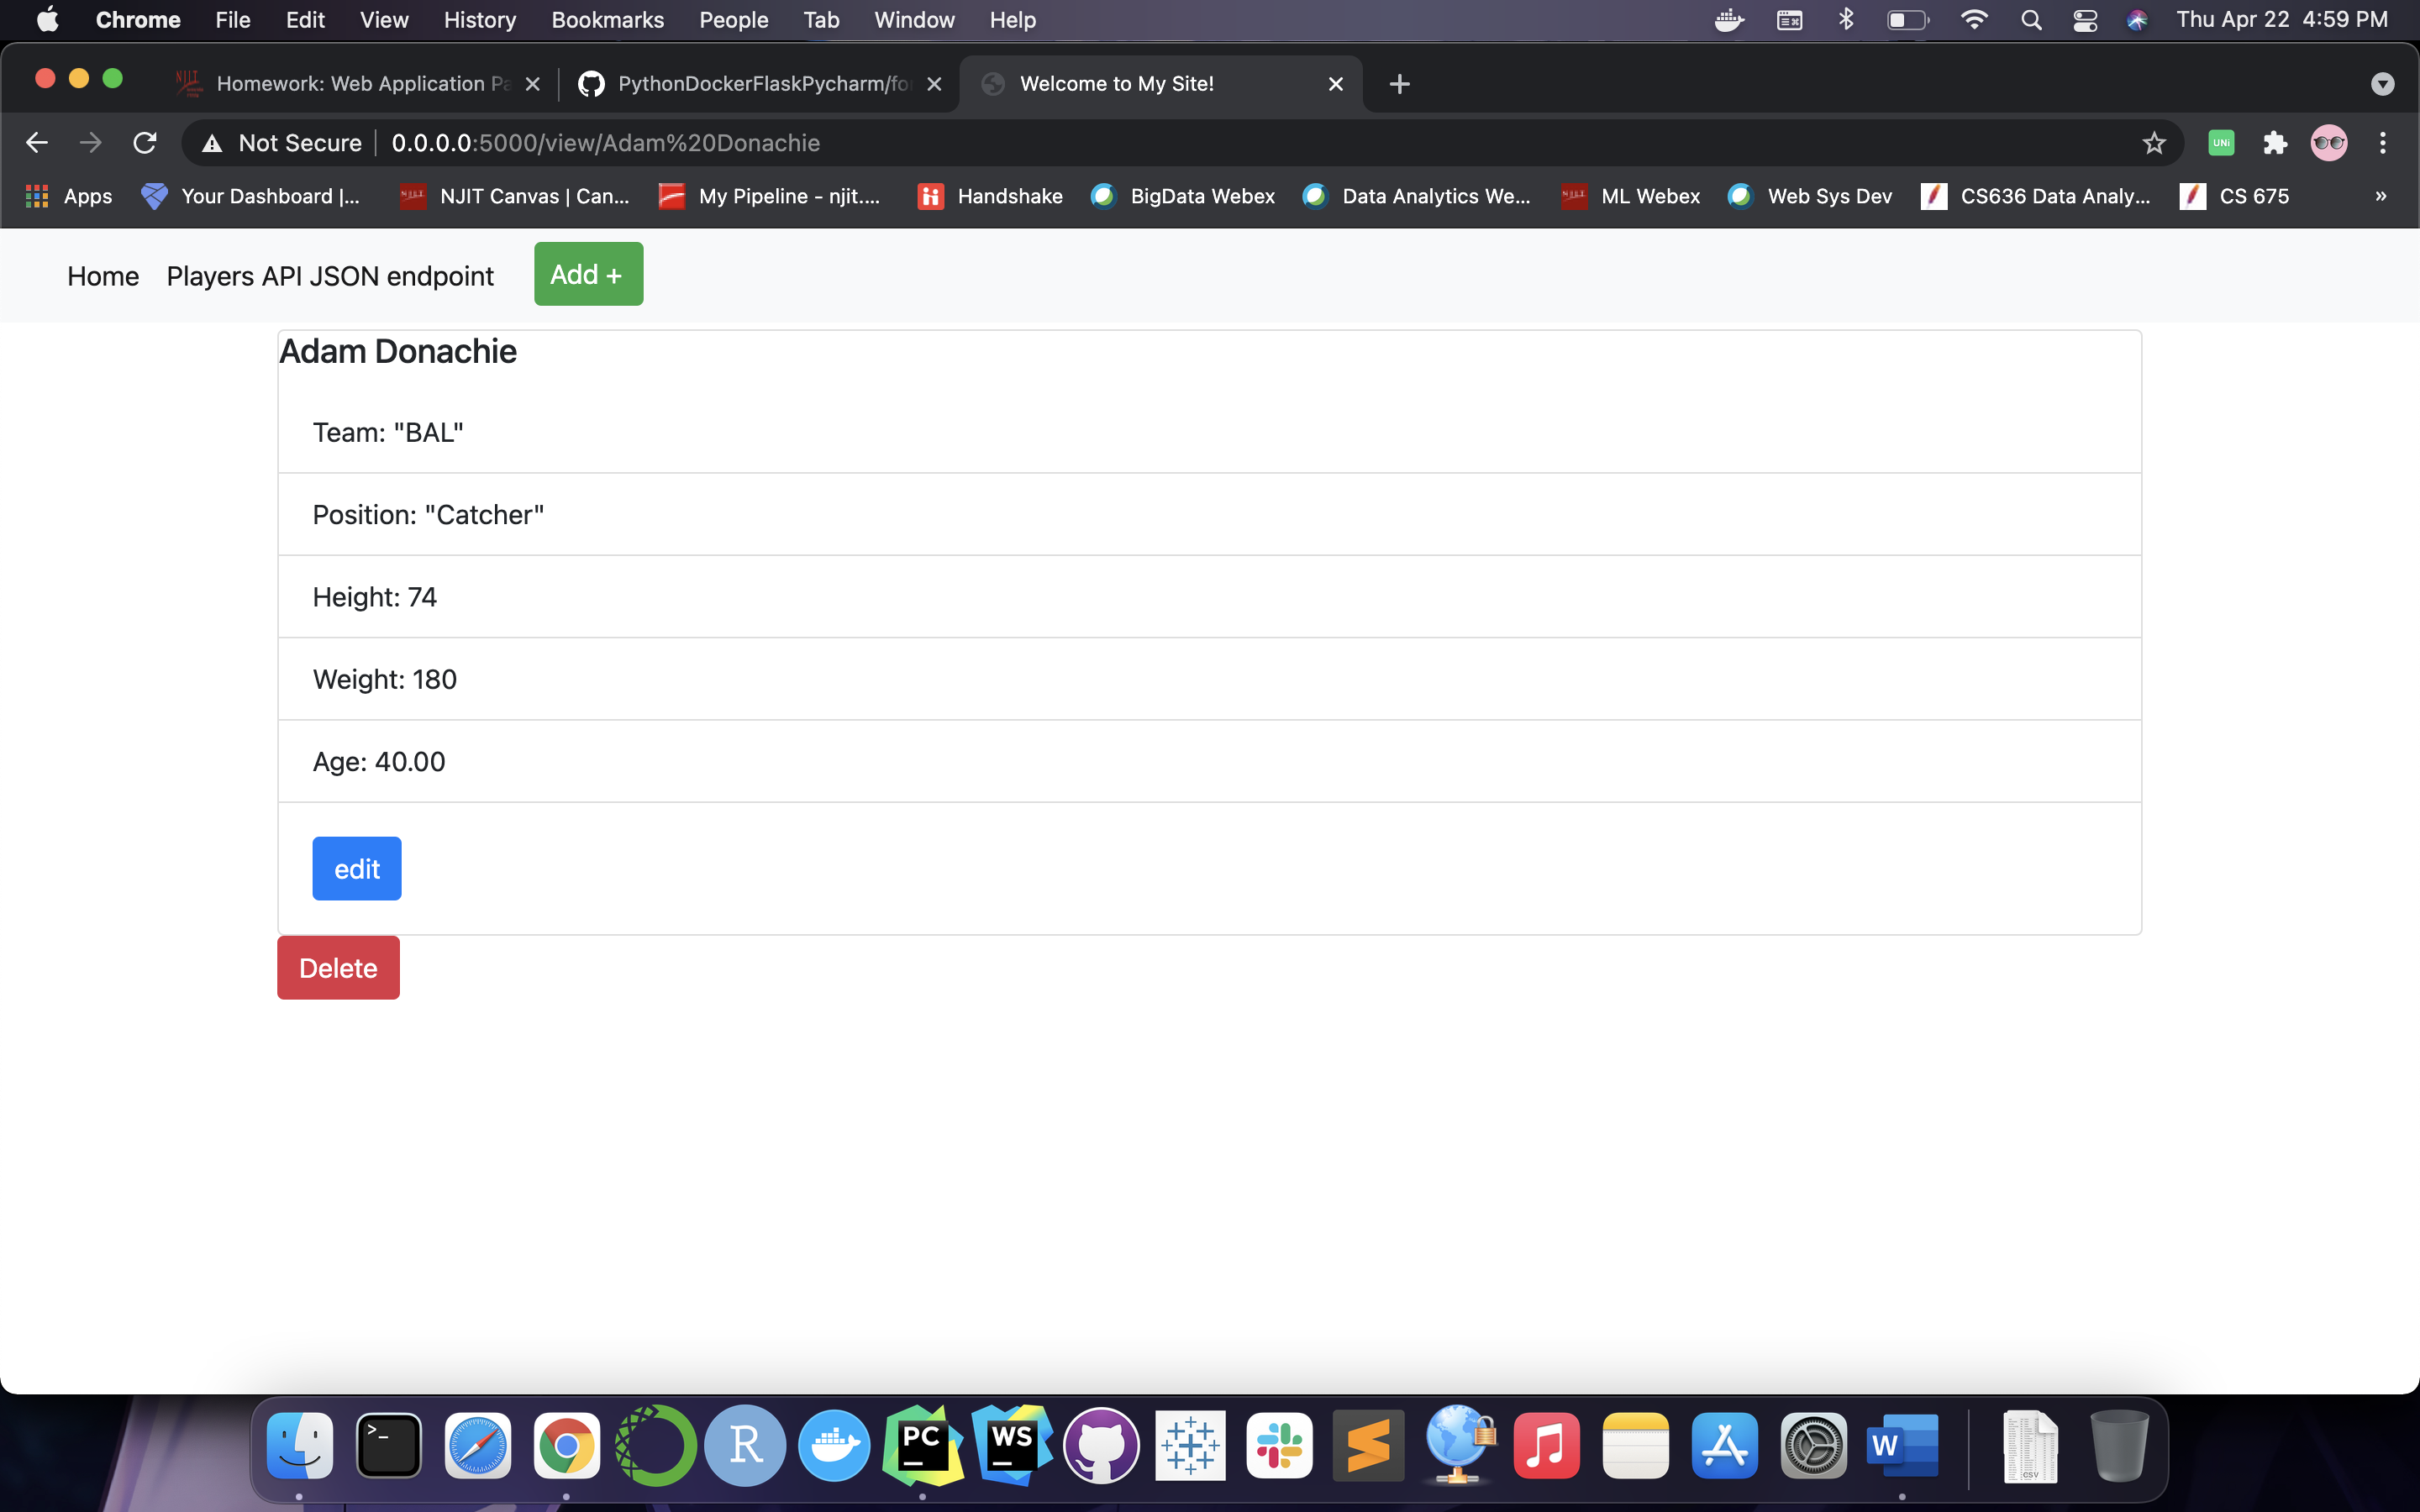 Chrome File Edit View History Bookmarks People Tab Window Help Thu Apr 22 4:59 PM
Homework: Web Application Pa PythonDockerFlaskPycharm/fo Welcome to My Site!
Not Secure 0.0.0.0:5000/view/Adam%20Donachie UNi
Apps Your Dashboard |... NJIT Canvas | Can... My Pipeline - njit.... Handshake BigData Webex Data Analytics We... ML Webex Web Sys Dev CS636 Data Analy... CS 675 »
Home Players API JSON endpoint Add +
Adam Donachie
Team: "BAL"
Position: "Catcher"
Height: 74
Weight: 180
Age: 40.00
edit
Delete
>_ R PC WS W CSV